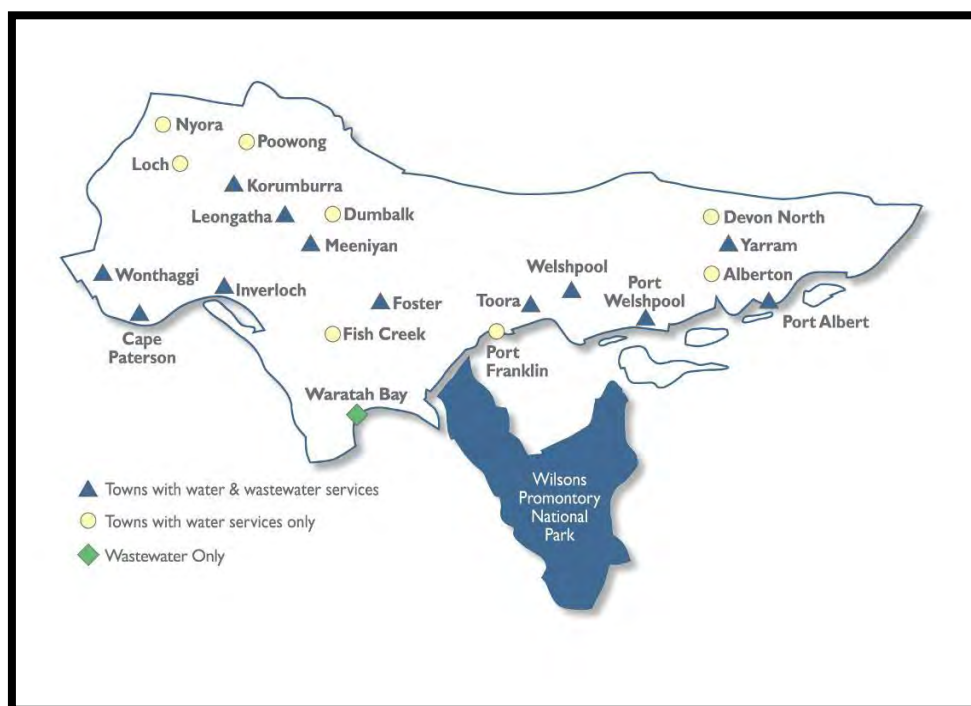 Nyora
Poowong
Loch
Korumburra
Leongatha
Dumbalk
Devon North
Meeniyan
Yarram
Wonthaggi
Welshpool
Alberton
Inverloch
Foster
Toora
Port
Welshpool
Port Albert
Cape
Paterson
Fish Creek
Port
Franklin
Waratah Bay
Wilsons
Promontory
National
Park
Towns with water & wastewater services
Towns with water services only
Wastewater Only